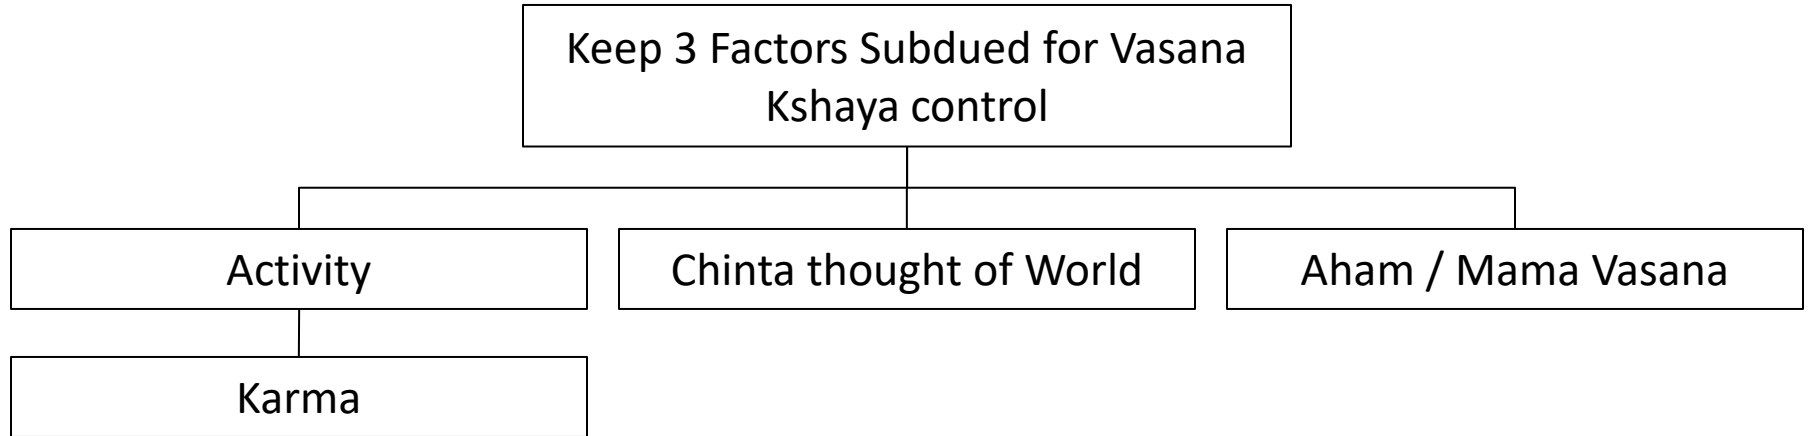 Keep 3 Factors Subdued for Vasana
Kshaya control
Activity
Chinta thought of World
Aham / Mama Vasana
Karma